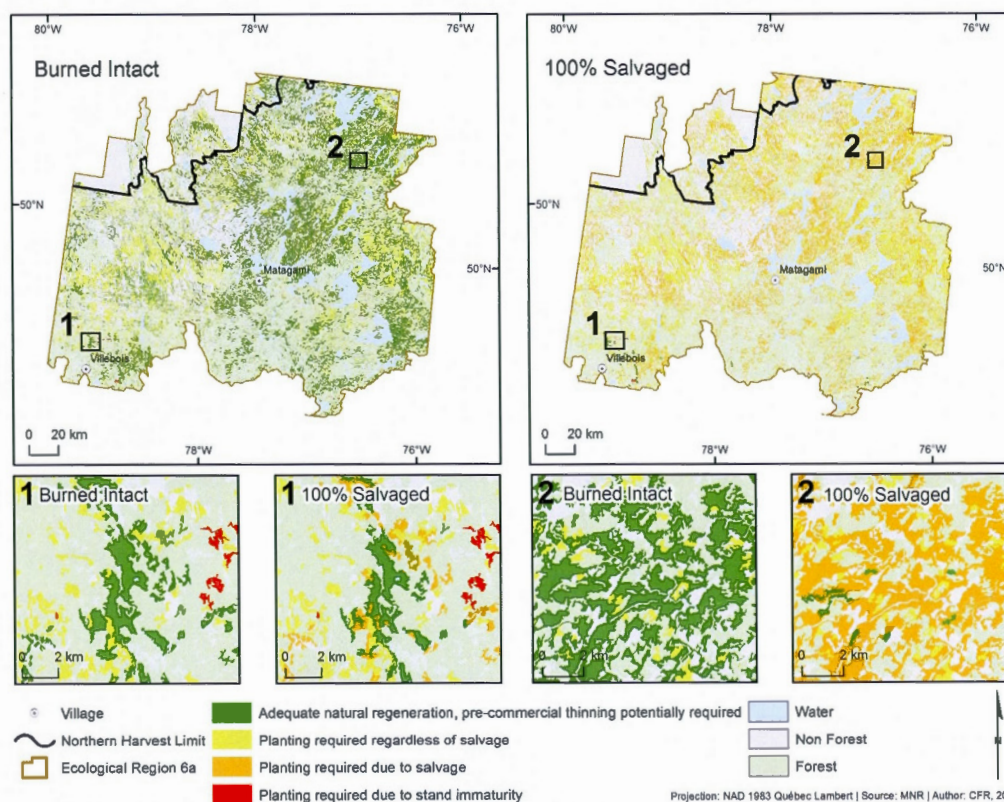 80°W 78°W 76°W 80°W 78°W 76°W
Burned Intact
100% Salvaged
2
2
50°N
50°N
50°N
50°N
Matagami
Matagami
1
1
Villebois
Villebois
0 20 km
0 20 km
78°W 76°W 78°W 76°W
1 Burned Intact
1 100% Salvaged
2 Burned Intact
2 100% Salvaged
0 2 km
0 2 km
0 2 km
0 2 km
Village
Northern Harvest Limit
Ecological Region 6a
Adequate natural regeneration, pre-commercial thinning potentially required
Planting required regardless of salvage
Planting required due to salvage
Planting required due to stand immaturity
Water
Non Forest
Forest
N
Projection: NAD 1983 Québec Lambert | Source: MNR | Author: CFR, 20